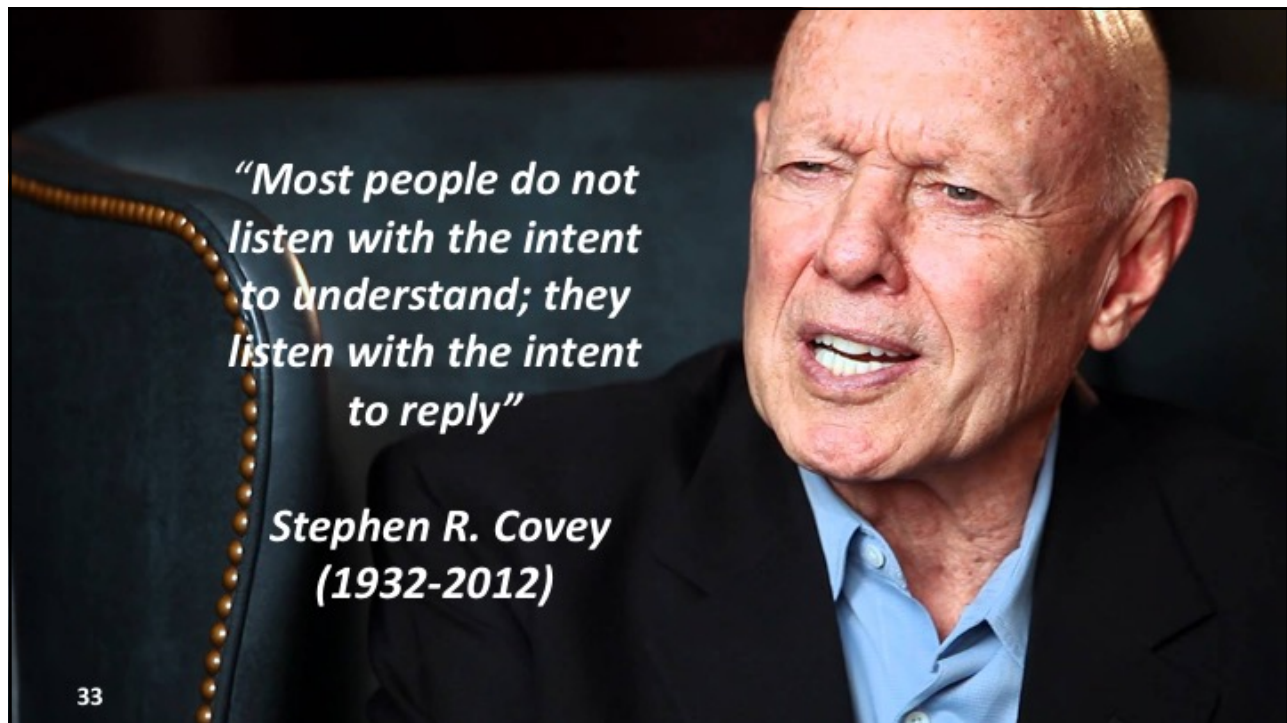 “Most people do not
listen with the intent
to understand; they
listen with the intent
to reply”
Stephen R. Covey
(1932-2012)
33